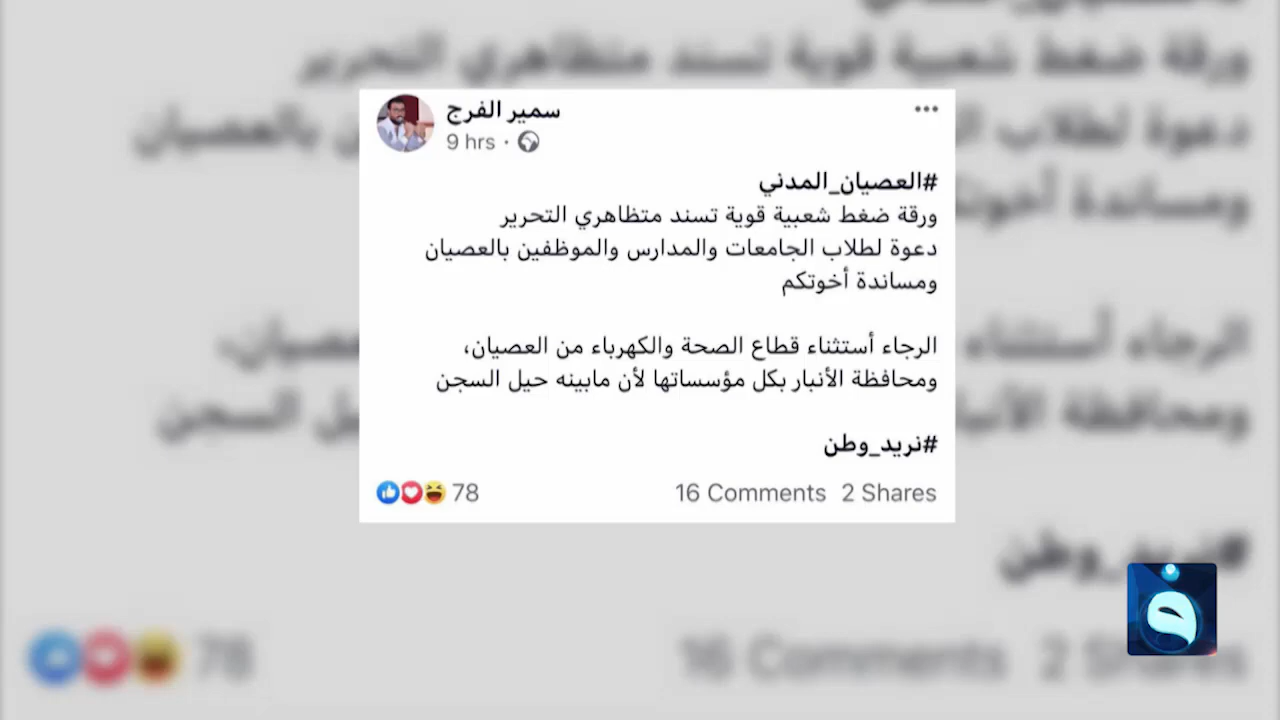 سمير الفرج
9 hrs
#العصيان_المدني
ورقة ضغط شعبية قوية تسند متظاهري التحرير
دعوة لطلاب الجامعات والمدارس والموظفين بالعصيان
ومساندة أخوتكم
الرجاء أستثناء قطاع الصحة والكهرباء من العصيان،
ومحافظة الأنبار بكل مؤسساتها لأن مابينه حيل السجن
#نريد_وطن
78 16 Comments 2 Shares